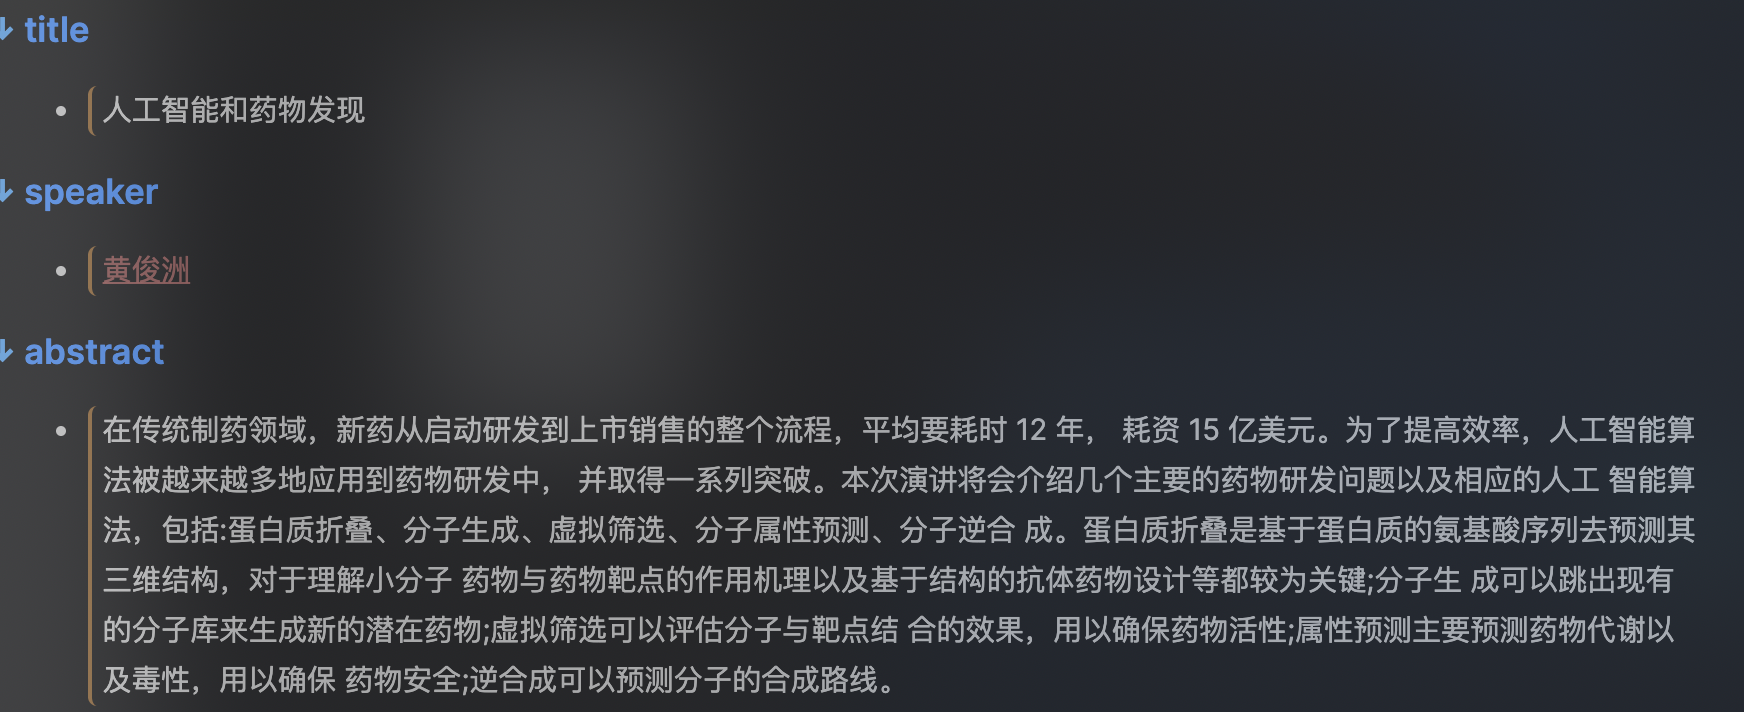 title
人工智能和药物发现
speaker
黄俊洲
abstract
在传统制药领域，新药从启动研发到上市销售的整个流程，平均要耗时 12 年， 耗资 15 亿美元。为了提高效率，人工智能算
法被越来越多地应用到药物研发中， 并取得一系列突破。本次演讲将会介绍几个主要的药物研发问题以及相应的人工 智能算
法，包括:蛋白质折叠、分子生成、虚拟筛选、分子属性预测、分子逆合 成。蛋白质折叠是基于蛋白质的氨基酸序列去预测其
三维结构，对于理解小分子 药物与药物靶点的作用机理以及基于结构的抗体药物设计等都较为关键;分子生 成可以跳出现有
的分子库来生成新的潜在药物;虚拟筛选可以评估分子与靶点结 合的效果，用以确保药物活性;属性预测主要预测药物代谢以
及毒性，用以确保 药物安全;逆合成可以预测分子的合成路线。